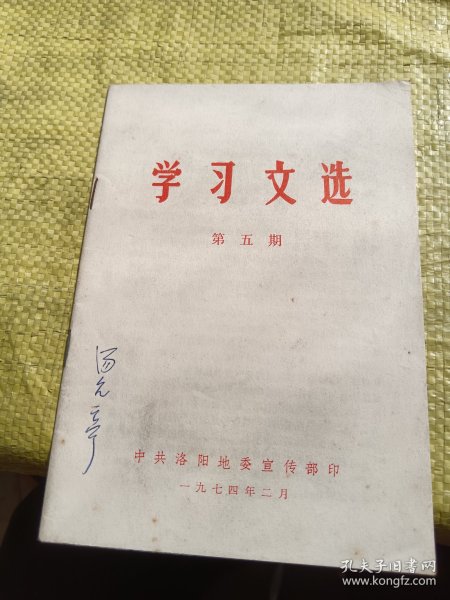 学习文选
第五期
中共洛阳地委宣传部印
一九七四年二月
孔夫子旧书网
www.kongfz.com